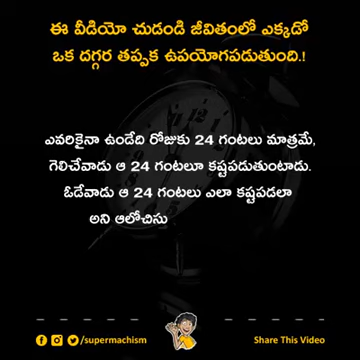 ఈ వీడియో చుడండి జీవితంలో ఎక్కడో
ఒక దగ్గర తప్పక ఉపయోగపడుతుంది.!
ఎవరికైనా ఉండేది రోజుకు 24 గంటలు మాత్రమే,
గెలిచేవాడు ఆ 24 గంటలూ కష్టపడుతుంటాడు.
ఓడేవాడు ఆ 24 గంటలు ఎలా కష్టపడలా
అని ఆలోచిసు
/supermachism
Share This Video